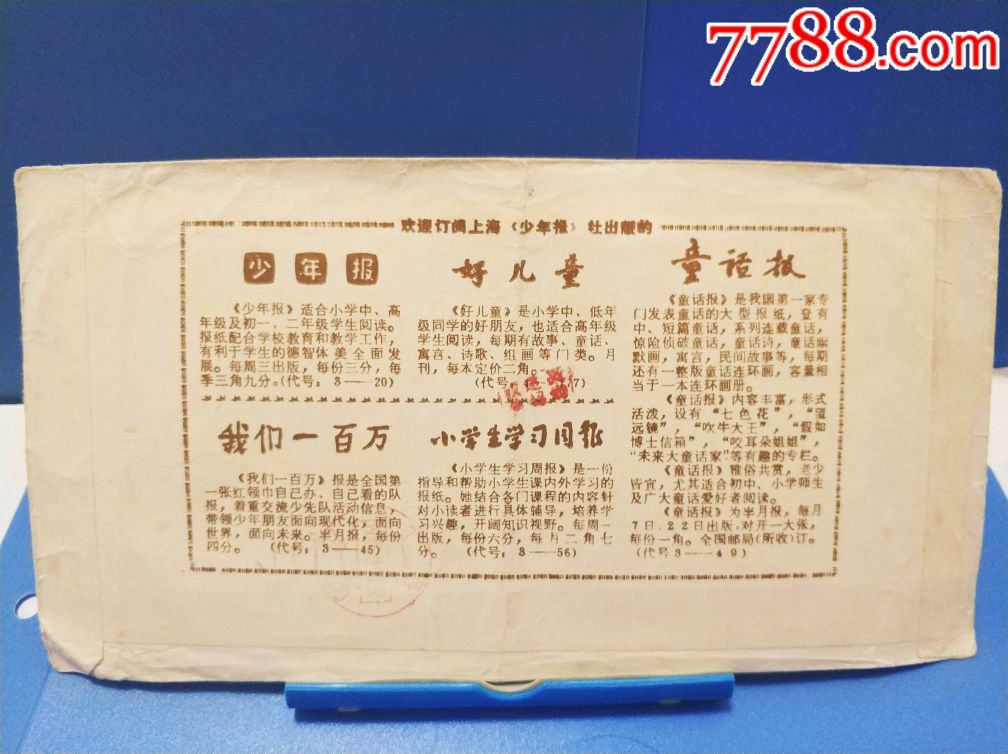 7788.com
欢迎订阅上海《少年报》社出版的
少年报
《少年报》适合小学中、高
年级及初一、二年级学生阅读。
报纸配合学校教育和教学工作,
有利于学生的德智体美全面发
展。每周三出版,每份三分,每
季三角九分。(代号:3—20)
好儿童
《好儿童》是小学中、低年
级同学的好朋友,也适合高年级
学生阅读,每期有故事、童话、
寓言、诗歌、组画等门类。月
刊,每本定价二角。
(代号:
7)
童话报
《童话报》是我国第一家专
门发表童话的大型报纸,登有
中、短篇童话,系列连载童话,
惊险侦破童话,童话诗,童话幽
默画,寓言,民间故事等,每期
还有一整版童话连环画,容量相
当于一本连环画册。
《童话报》内容丰富,形式
活泼,设有“七色花”,“望
远镜”,“吹牛大王”,“假如
博士信箱”,“咬耳朵姐姐”,
“未来大童话家”等有趣的专栏。
《童话报》雅俗共赏,老少
皆宜,尤其适合初中、小学师生
及广大童话爱好者阅读。
《童话报》为半月报,每月
7日、22日出版,对开一大张,
每份一角。全国邮局(所收)订。
(代号3—49)
我们一百万
《我们一百万》报是全国第
一张红领巾自己办、自己看的队
报,着重交流少先队活动信息,
带领少年朋友面向现代化,面向
世界,面向未来。半月报,每份
四分。(代号:3—45)
小学生学习周报
《小学生学习周报》是一份
指导和帮助小学生课内外学习的
报纸。她结合各门课程的内容针
对小读者进行具体辅导,培养学
习兴趣,开阔知识视野。每周一
出版,每份六分,每月二角七
分。(代号:3—56)